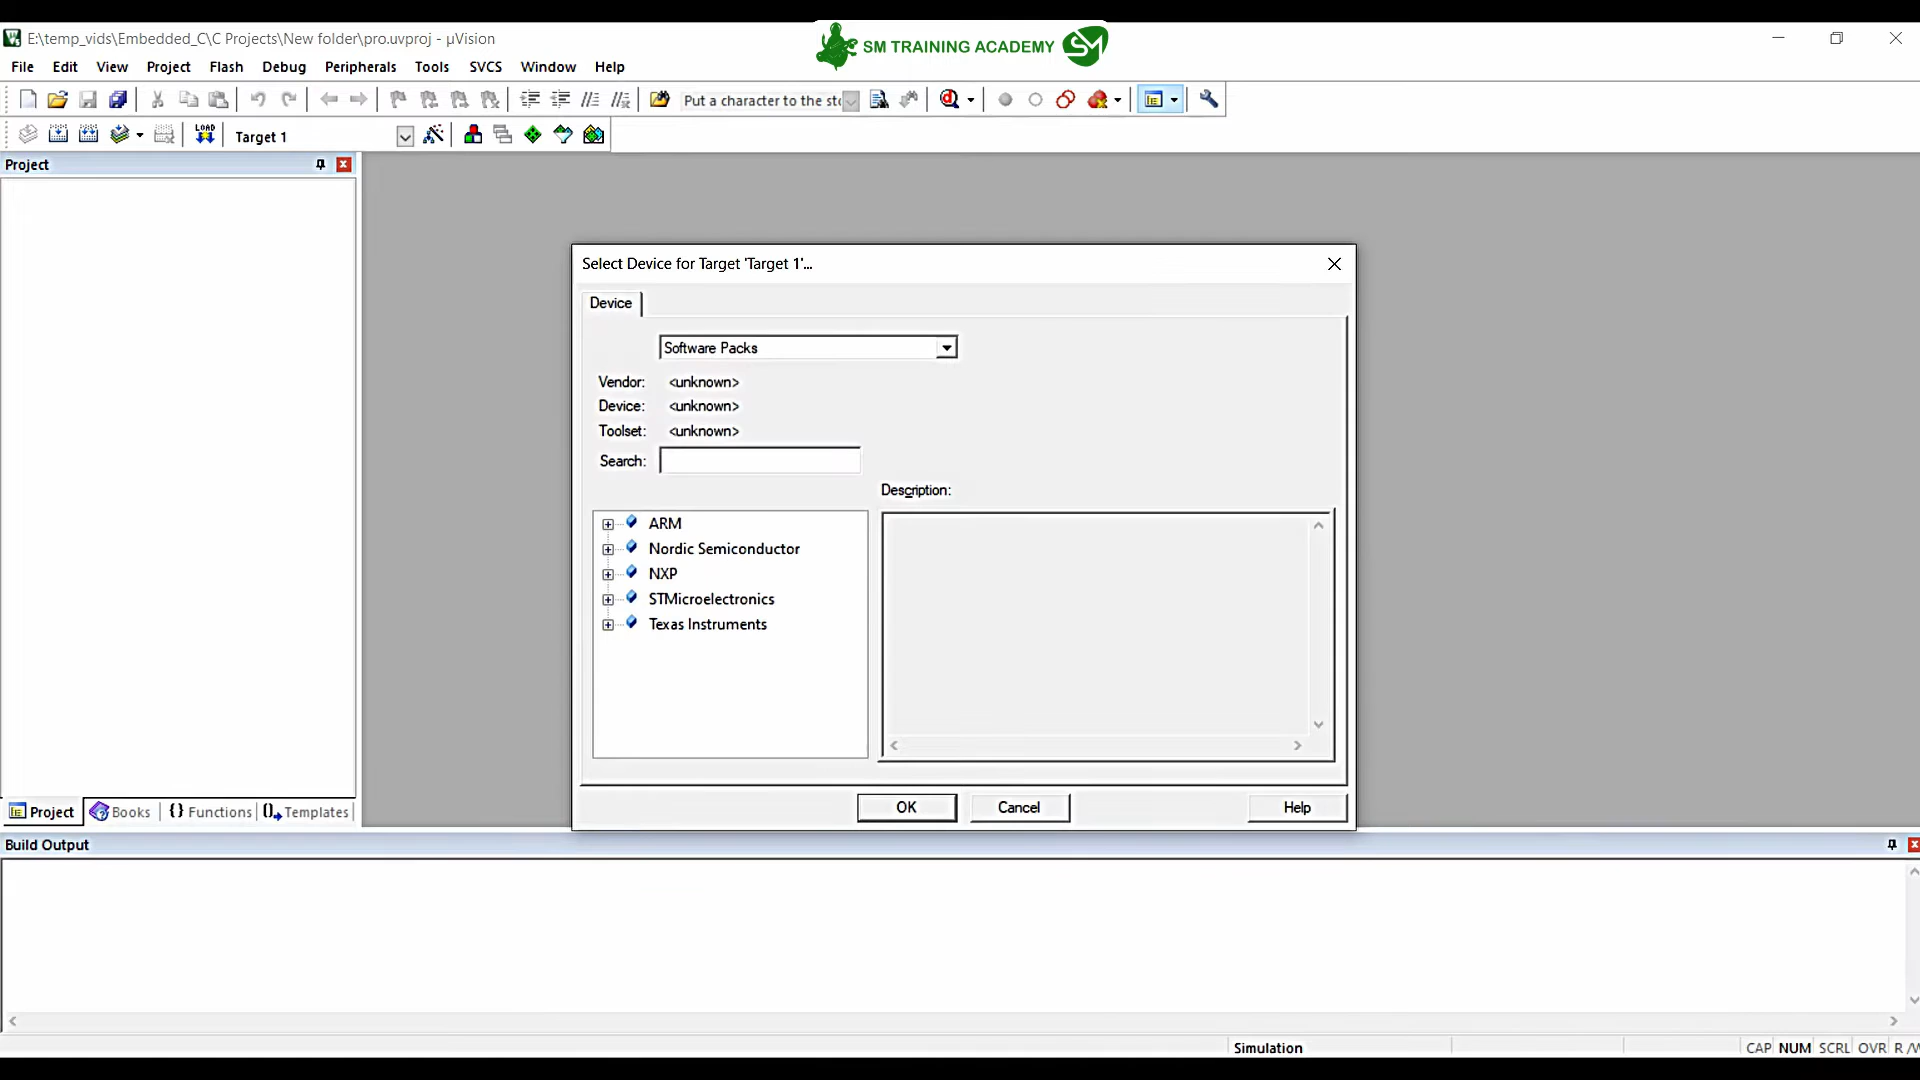 E:\temp_vids\Embedded_C\C Projects\New folder\pro.uvproj - µVision
SM TRAINING ACADEMY SM
File Edit View Project Flash Debug Peripherals Tools SVCS Window Help
Put a character to the sto
LOAD Target 1
Project
Select Device for Target 'Target 1'...
Device
Software Packs
Vendor: <unknown>
Device: <unknown>
Toolset: <unknown>
Search:
Description:
ARM
Nordic Semiconductor
NXP
STMicroelectronics
Texas Instruments
OK Cancel Help
Project Books {} Functions Templates
Build Output
Simulation CAP NUM SCRL OVR R /W